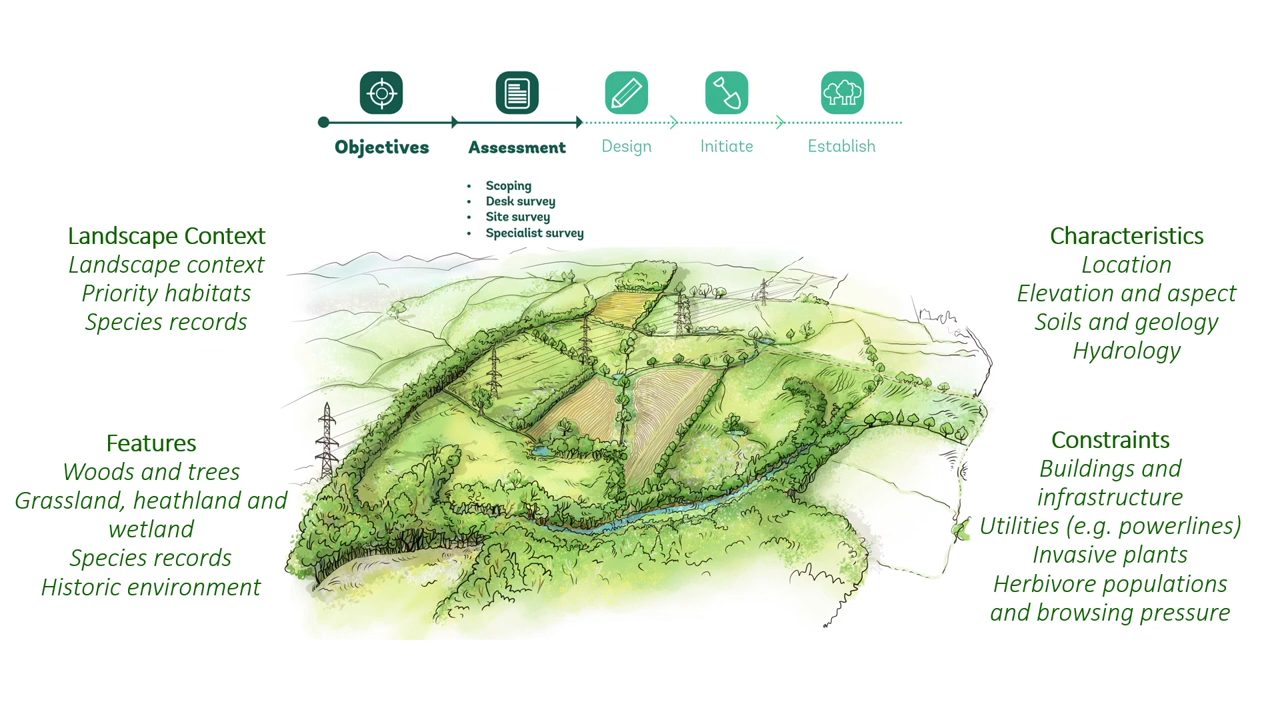 Objectives
Assessment
Design
Initiate
Establish
• Scoping
• Desk survey
• Site survey
• Specialist survey
Landscape Context
Landscape context
Priority habitats
Species records
Features
Woods and trees
Grassland, heathland and
wetland
Species records
Historic environment
Characteristics
Location
Elevation and aspect
Soils and geology
Hydrology
Constraints
Buildings and
infrastructure
Utilities (e.g. powerlines)
Invasive plants
Herbivore populations
and browsing pressure